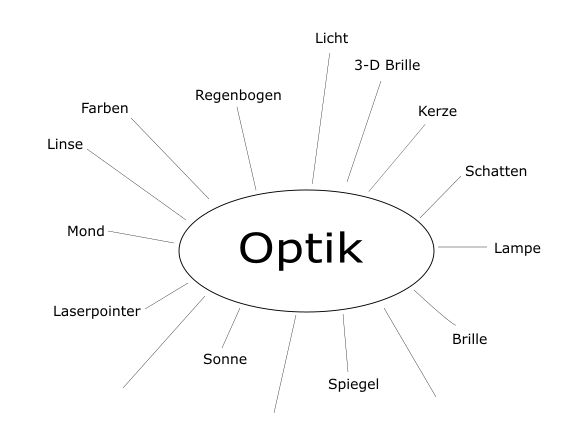 Licht
3-D Brille
Regenbogen
Farben
Kerze
Linse
Schatten
Mond
Optik
Lampe
Laserpointer
Brille
Sonne
Spiegel